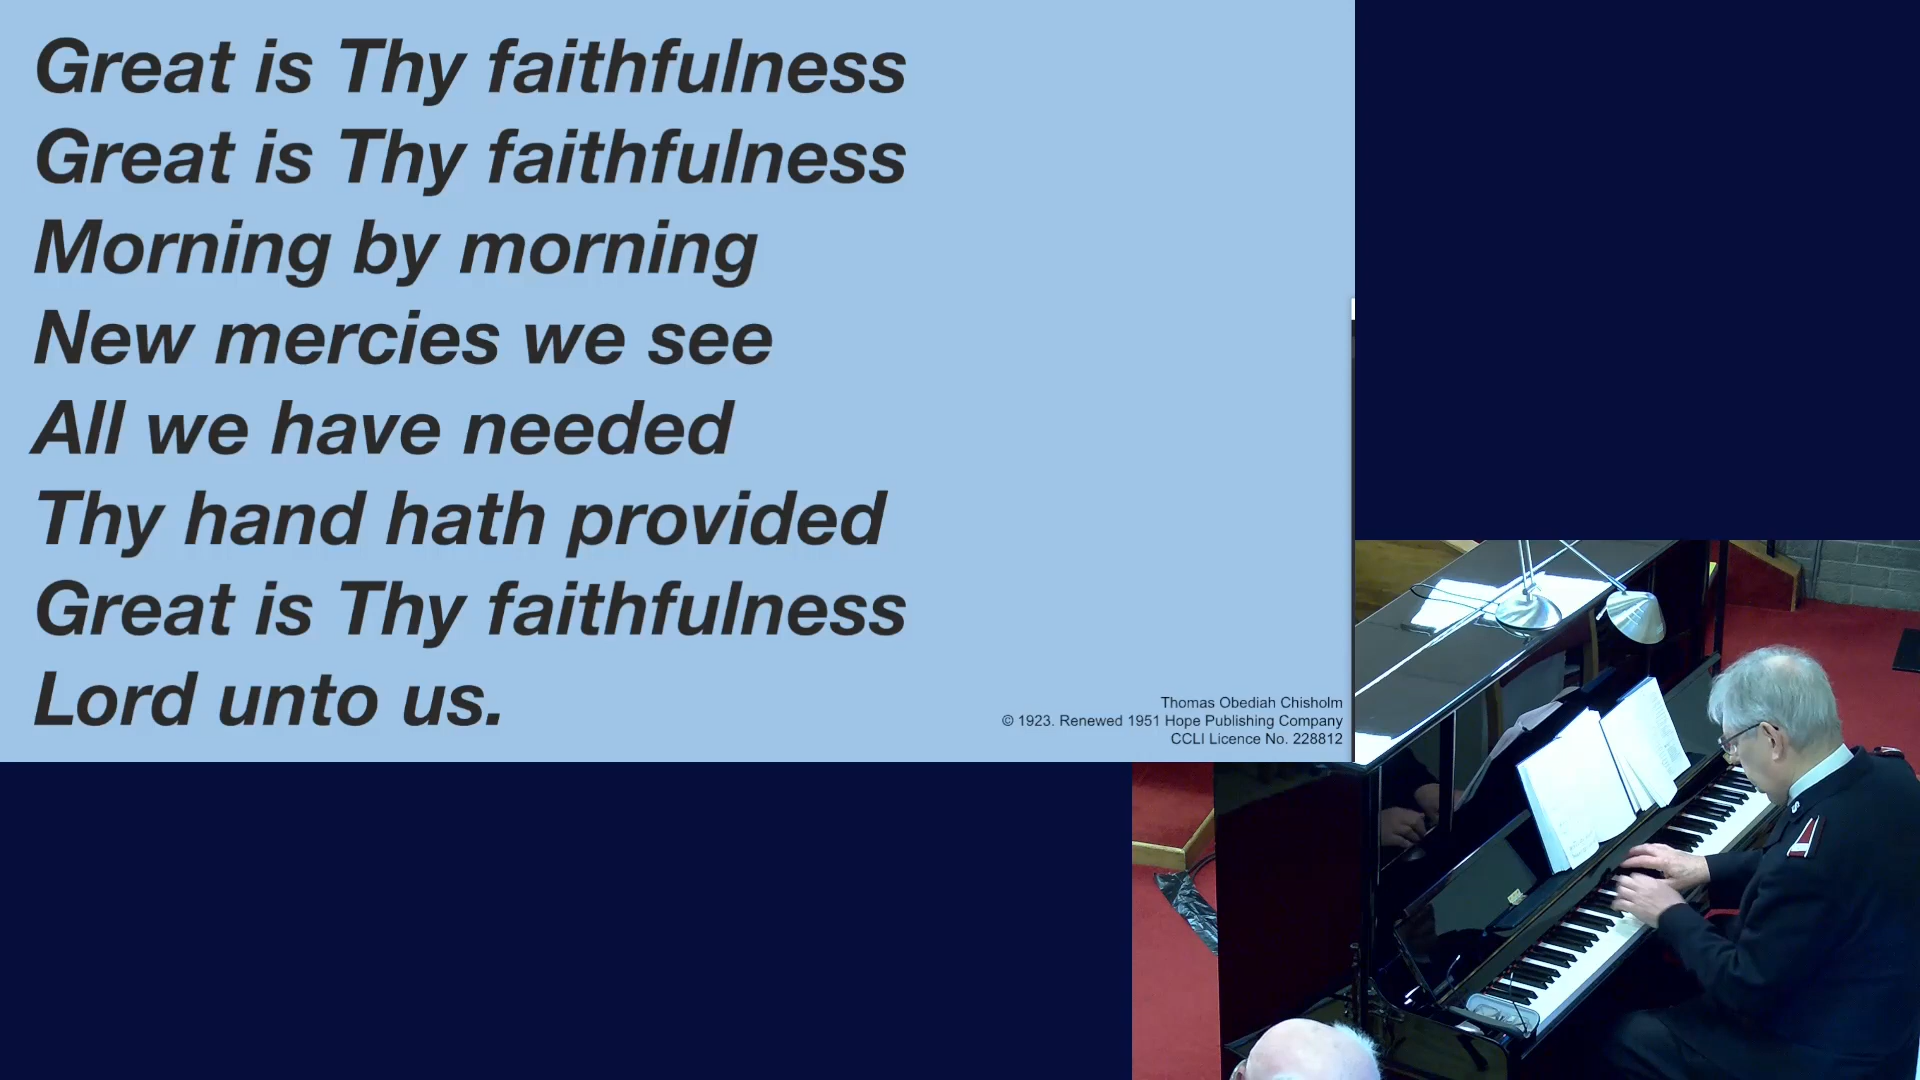 Great is Thy faithfulness
Great is Thy faithfulness
Morning by morning
New mercies we see
All we have needed
Thy hand hath provided
Great is Thy faithfulness
Lord unto us.
Thomas Obediah Chisholm
© 1923. Renewed 1951 Hope Publishing Company
CCLI Licence No. 228812
S